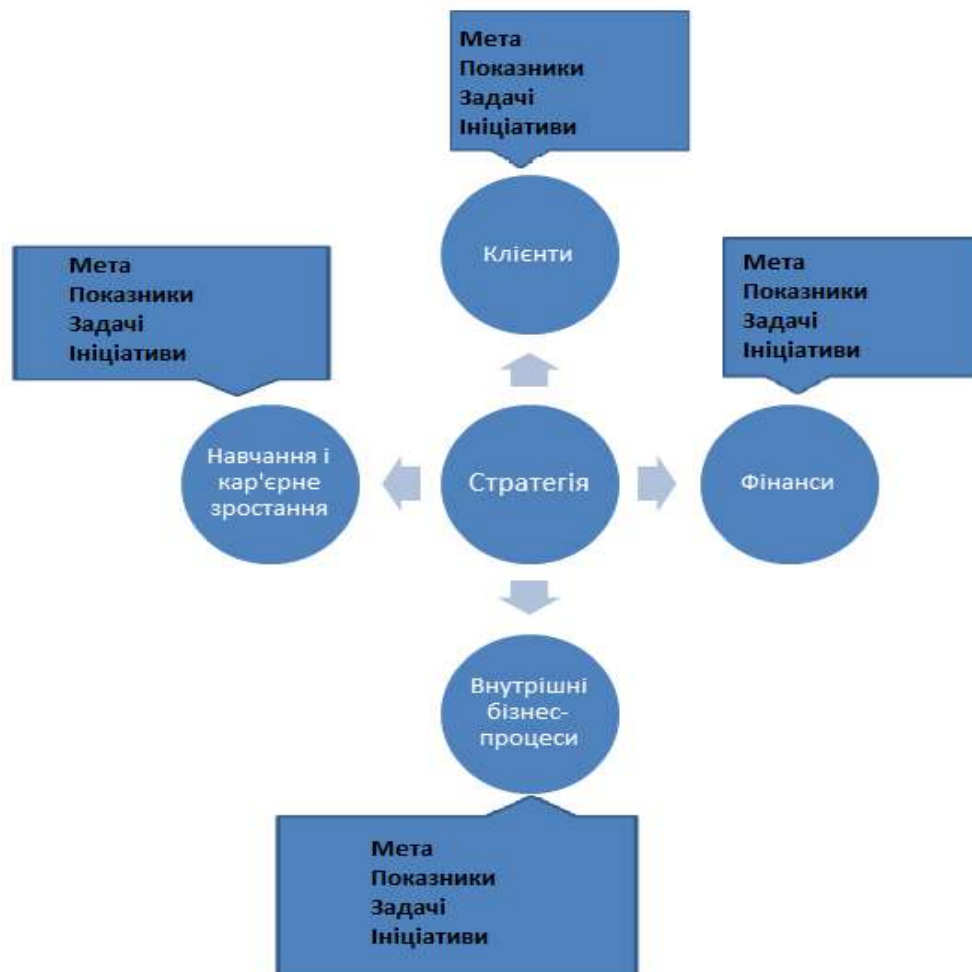 Мета
Показники
Задачі
Ініціативи
Клієнти
Мета
Показники
Задачі
Ініціативи
Мета
Показники
Задачі
Ініціативи
Навчання і
кар'єрне
зростання
Стратегія
Фінанси
Внутрішні
бізнес-
процеси
Мета
Показники
Задачі
Ініціативи